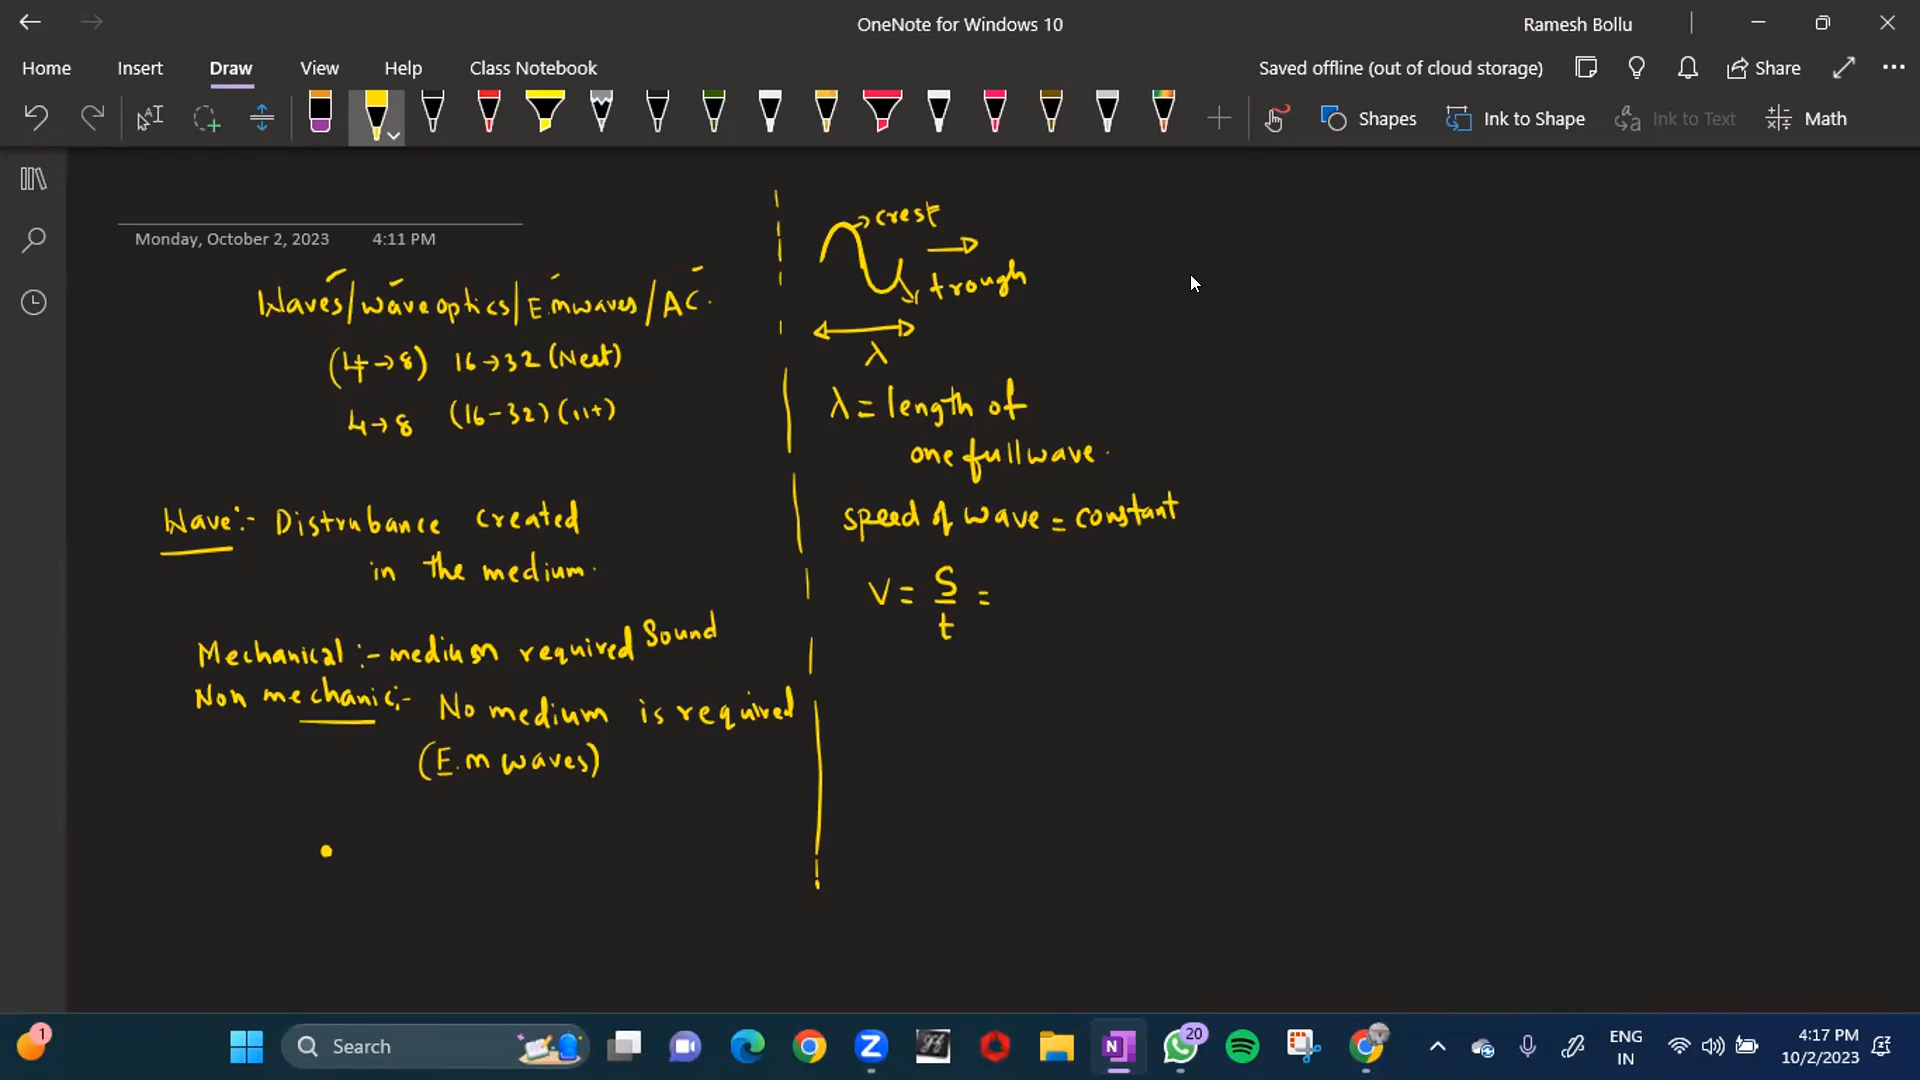 OneNote for Windows 10
Ramesh Bollu
Home Insert Draw View Help Class Notebook
Saved offline (out of cloud storage)
Share
Shapes
Ink to Shape
Ink to Text
Math
Monday, October 2, 2023 4:11 PM
Waves/wave optics/E.m waves/AC.
(4→8) 16→32 (Neet)
4→8 (16-32) (11+)
Wave:- Distrubance created
in the medium.
Mechanical:- medium required Sound
Non mechanic:- No medium is required
(E.m waves)
crest
trough
λ
λ = length of
one full wave.
speed of wave = constant
V = S/t =
1
Search
20
ENG
IN
4:17 PM
10/2/2023